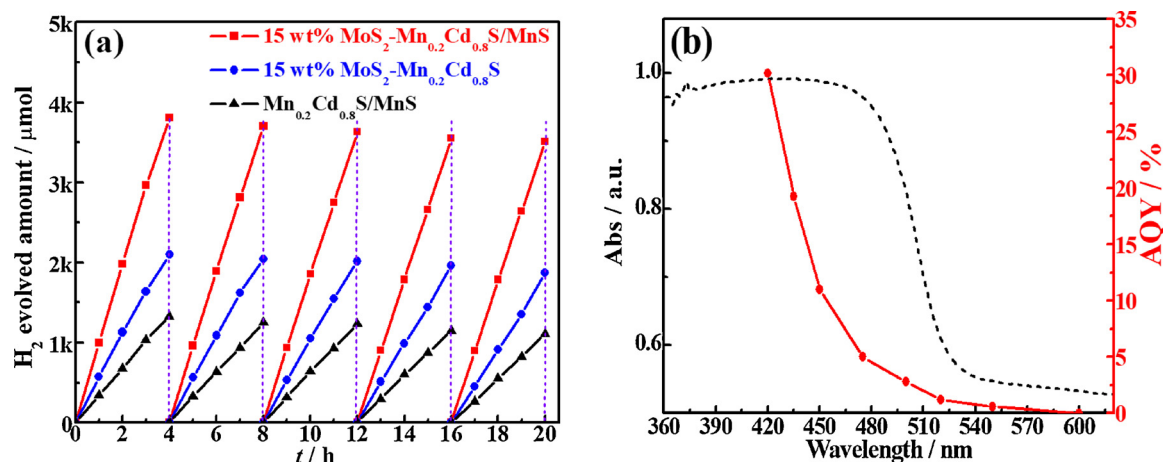 (a)
15 wt% MoS2-Mn0.2Cd0.8S/MnS
15 wt% MoS2-Mn0.2Cd0.8S
Mn0.2Cd0.8S/MnS
H2 evolved amount / μmol
5k
4k
3k
2k
1k
0
0 2 4 6 8 10 12 14 16 18 20
t / h
(b)
Abs / a.u.
1.0
0.8
0.6
360 390 420 450 480 510 540 570 600
Wavelength / nm
35
30
25
20
15
10
5
0
AQY / %